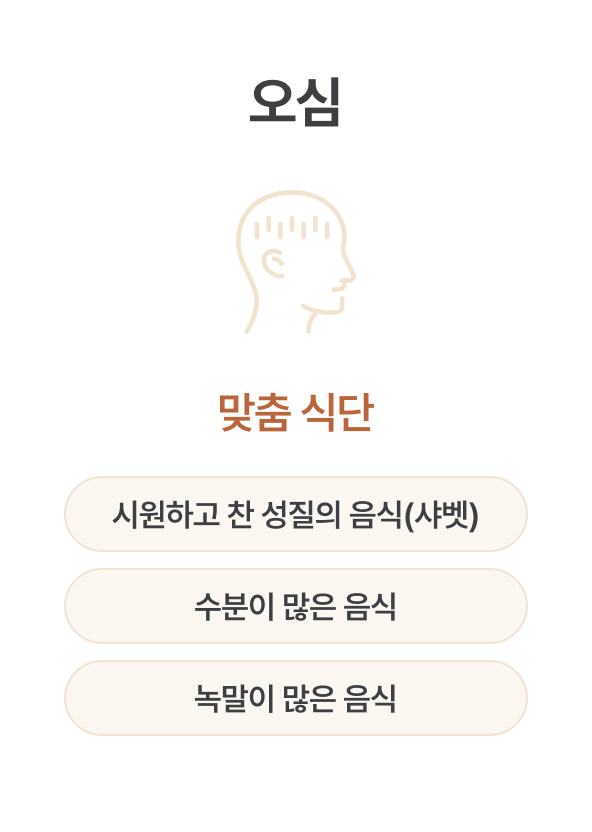 오심
맞춤 식단
시원하고 찬 성질의 음식(샤벳)
수분이 많은 음식
녹말이 많은 음식